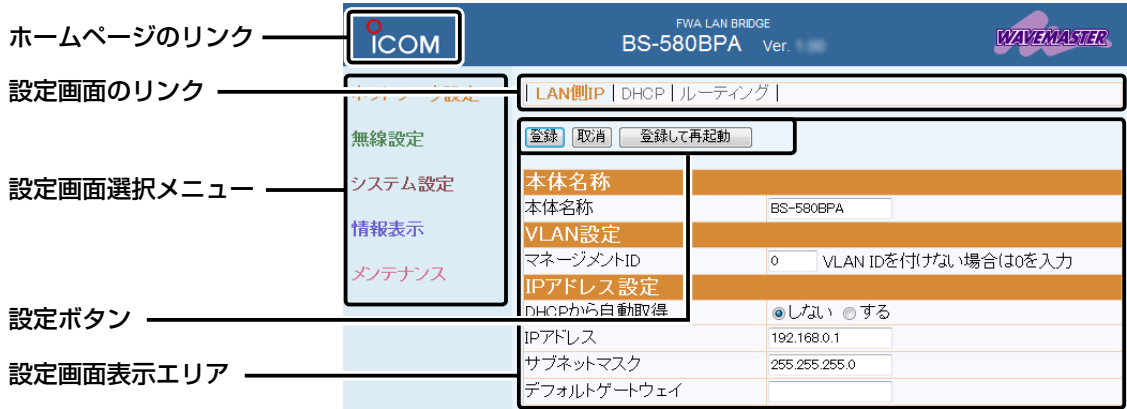 ホームページのリンク
設定画面のリンク
設定画面選択メニュー
設定ボタン
設定画面表示エリア
ICOM
FWA LAN BRIDGE
BS-580BPA Ver.
WAVEMASTER
無線設定
システム設定
情報表示
メンテナンス
| LAN側IP | DHCP | ルーティング |
登録 取消 登録して再起動
本体名称
本体名称 BS-580BPA
VLAN設定
マネージメントID 0 VLAN IDを付けない場合は0を入力
IPアドレス設定
DHCPから自動取得 しない する
IPアドレス 192.168.0.1
サブネットマスク 255.255.255.0
デフォルトゲートウェイ